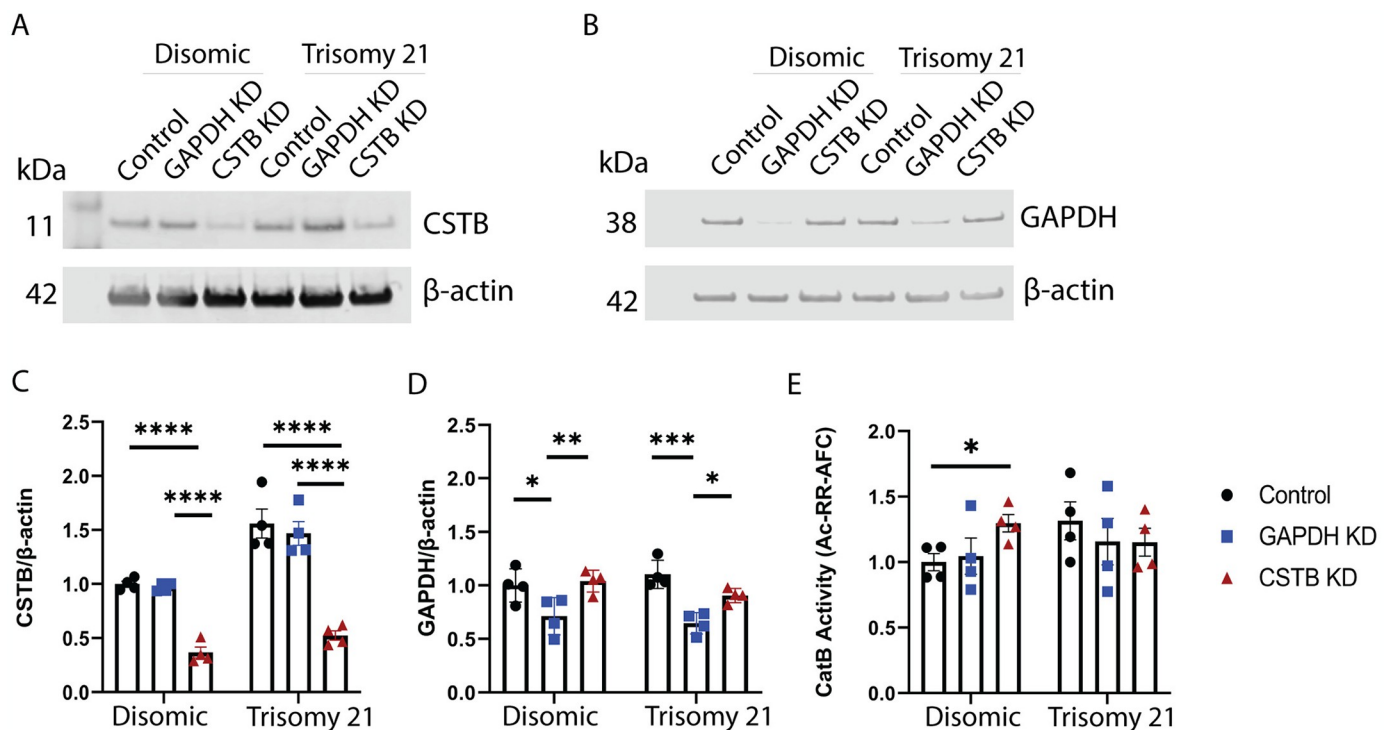 A
Disomic
Trisomy 21
Control
GAPDH KD
CSTB KD
Control
GAPDH KD
CSTB KD
kDa
11
CSTB
42
β-actin
B
Disomic
Trisomy 21
Control
GAPDH KD
CSTB KD
Control
GAPDH KD
CSTB KD
kDa
38
GAPDH
42
β-actin
C
CSTB/β-actin
2.5
2.0
1.5
1.0
0.5
0.0
****
****
****
****
Disomic
Trisomy 21
D
GAPDH/β-actin
2.5
2.0
1.5
1.0
0.5
0.0
*
**
***
*
Disomic
Trisomy 21
E
CatB Activity (Ac-RR-AFC)
2.0
1.5
1.0
0.5
0.0
*
Disomic
Trisomy 21
Control
GAPDH KD
CSTB KD